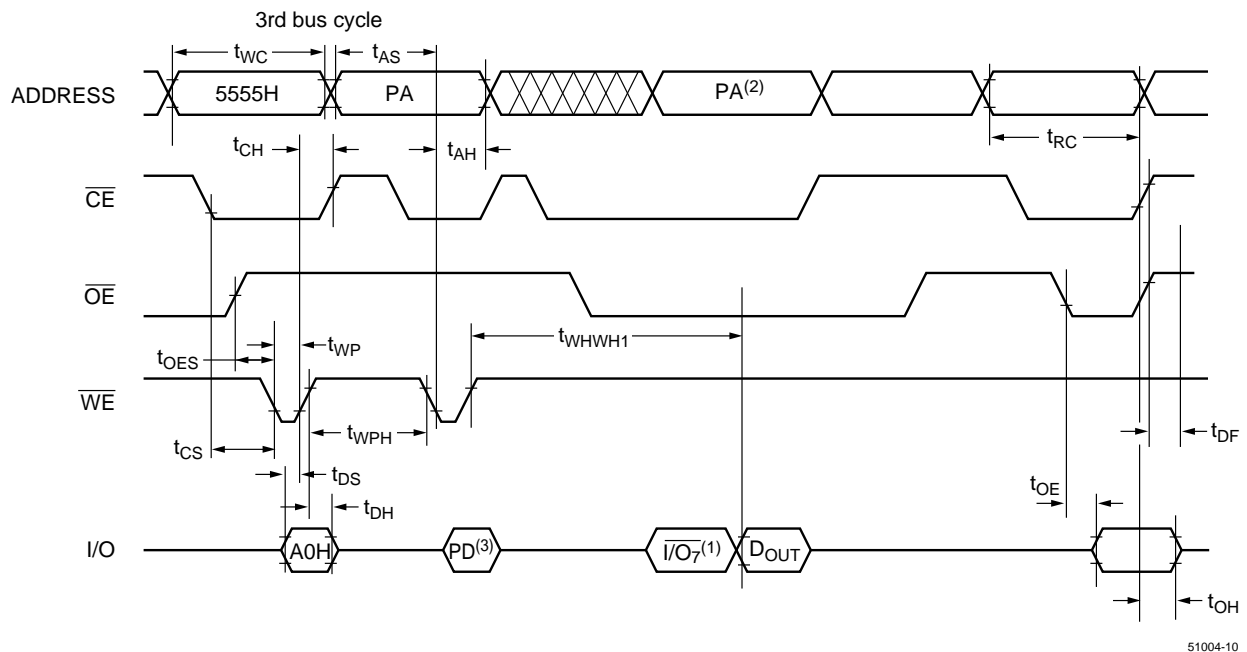 3rd bus cycle
tWC
tAS
ADDRESS
5555H
PA
PA(2)
tCH
tAH
tRC
CE
OE
tWHWH1
tWP
tOES
WE
tWPH
tCS
tDF
tDS
tOE
tDH
I/O
A0H
PD(3)
I/O7(1)
DOUT
tOH
51004-10